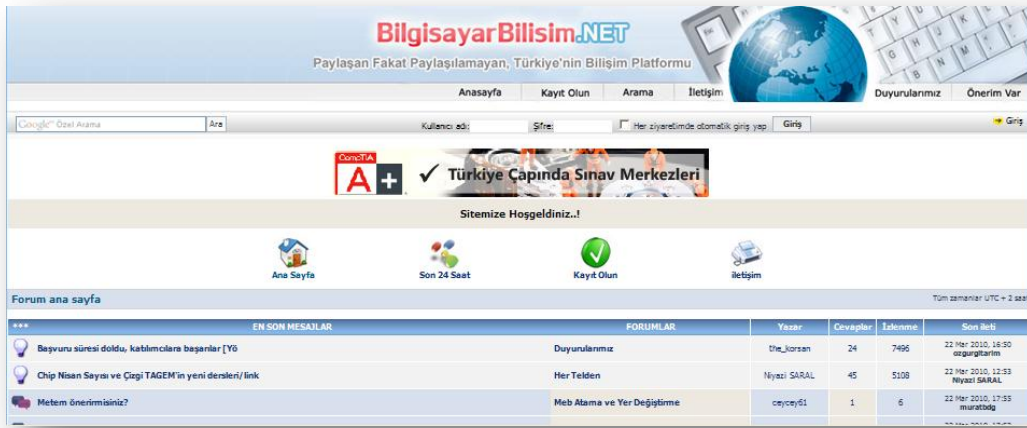 BilgisayarBilisim.NET
Paylaşan Fakat Paylaşılamayan, Türkiye'nin Bilişim Platformu
Anasayfa Kayıt Olun Arama İletişim Duyurularımız Önerim Var
Google™ Özel Arama Ara Kullanıcı adı: Şifre: Her ziyaretimde otomatik giriş yap Giriş Giriş
CompTIA
A+ ✓ Türkiye Çapında Sınav Merkezleri
Sitemize Hoşgeldiniz..!
Ana Sayfa Son 24 Saat Kayıt Olun iletişim
Forum ana sayfa Tüm zamanlar UTC + 2 saat
*** EN SON MESAJLAR FORUMLAR Yazar Cevaplar İzlenme Son ileti
Başvuru süresi doldu, katılımcılara başarılar [Yö Duyurularımız the_korsan 24 7496 22 Mar 2010, 16:50
ozgurgitarim
Chip Nisan Sayısı ve Çizgi TAGEM'in yeni dersleri/link Her Telden Niyazi SARAL 45 5108 22 Mar 2010, 12:53
Niyazi SARAL
Metem önerirmisiniz? Meb Atama ve Yer Değiştirme ceycey61 1 6 22 Mar 2010, 17:55
muratbdg